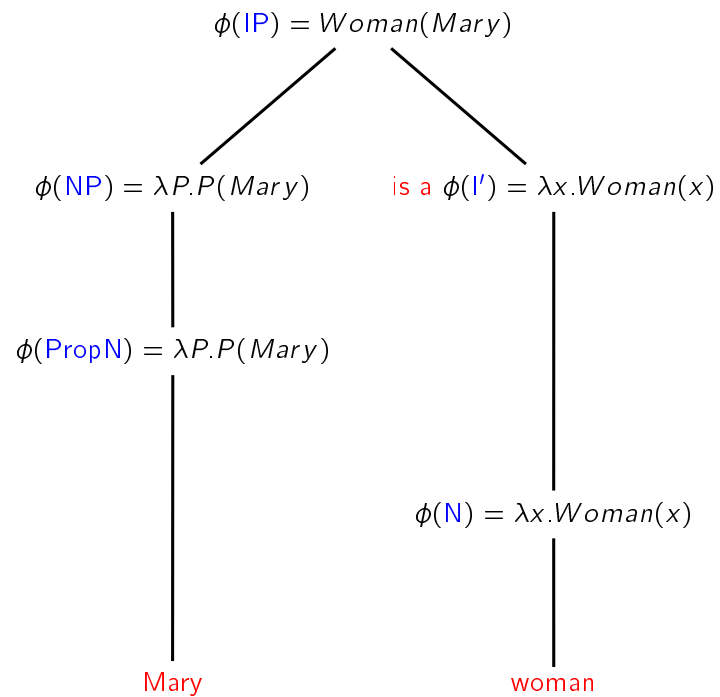 ϕ(IP) = Woman(Mary)
ϕ(NP) = λP.P(Mary)
is a ϕ(I′) = λx.Woman(x)
ϕ(PropN) = λP.P(Mary)
ϕ(N) = λx.Woman(x)
Mary
woman